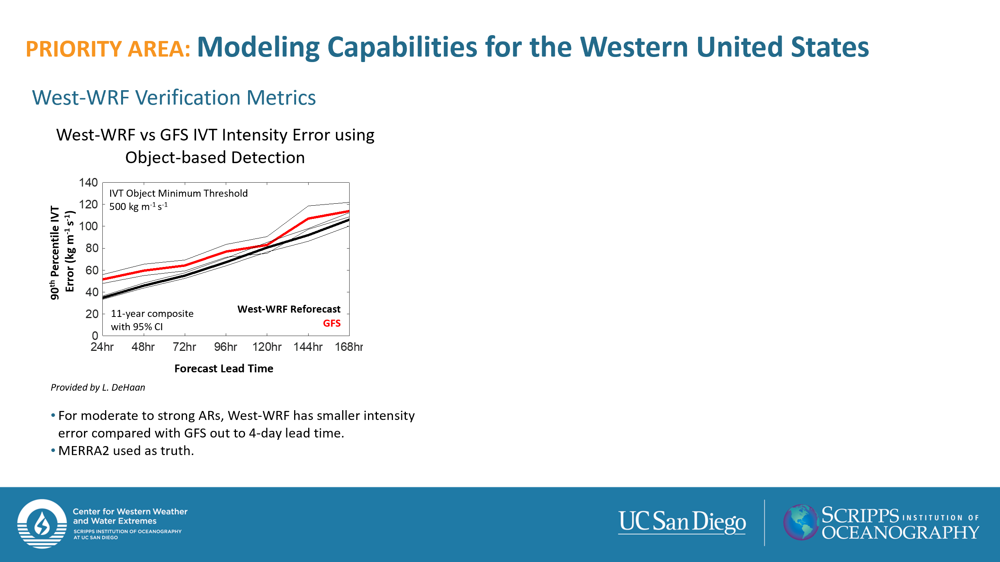 PRIORITY AREA: Modeling Capabilities for the Western United States
West-WRF Verification Metrics
West-WRF vs GFS IVT Intensity Error using
Object-based Detection
90th Percentile IVT
Error (kg m-1 s-1)
140
120
100
80
60
40
20
0
IVT Object Minimum Threshold
500 kg m-1 s-1
11-year composite
with 95% CI
West-WRF Reforecast
GFS
24hr 48hr 72hr 96hr 120hr 144hr 168hr
Forecast Lead Time
Provided by L. DeHaan
• For moderate to strong ARs, West-WRF has smaller intensity
error compared with GFS out to 4-day lead time.
• MERRA2 used as truth.
Center for Western Weather
and Water Extremes
SCRIPPS INSTITUTION OF OCEANOGRAPHY
AT UC SAN DIEGO
UC San Diego
SCRIPPS INSTITUTION OF
OCEANOGRAPHY